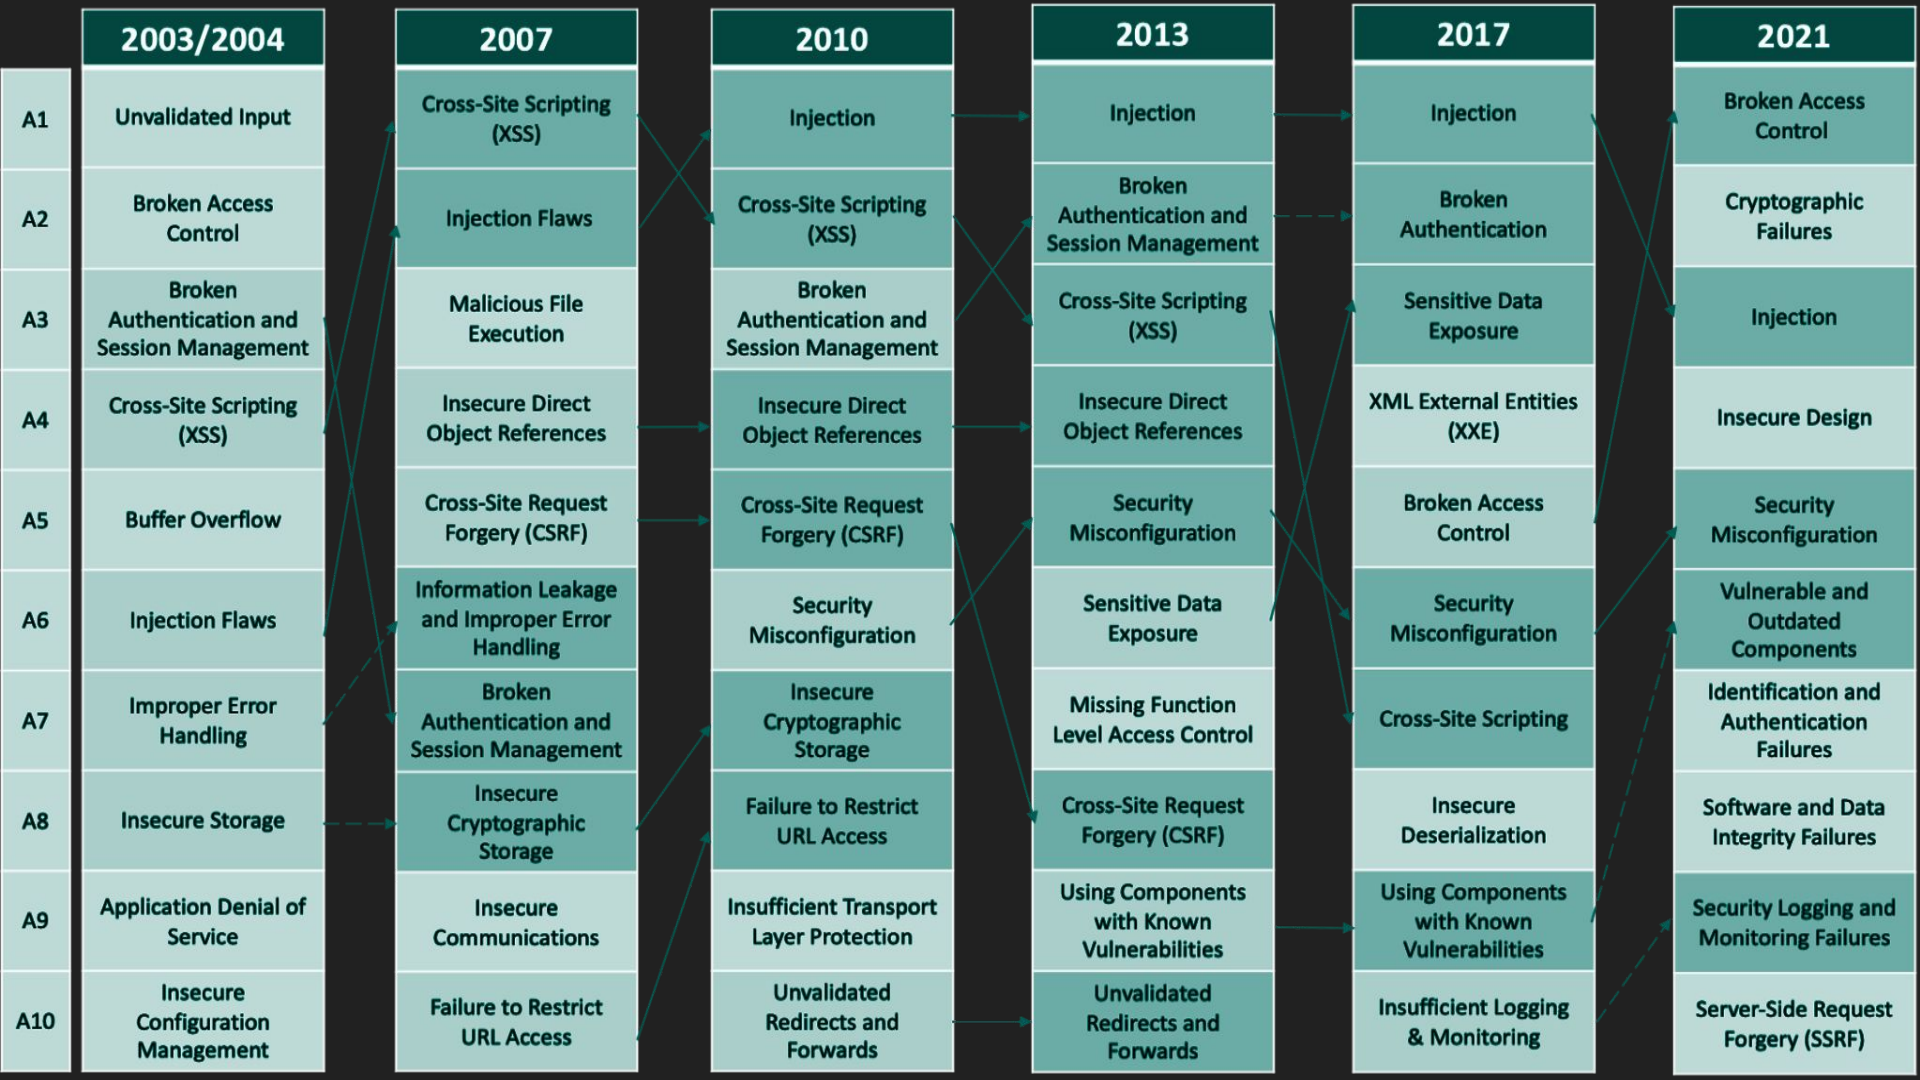 2003/2004
2007
2010
2013
2017
2021
A1
Unvalidated Input
Cross-Site Scripting
(XSS)
Injection
Injection
Injection
Broken Access
Control
A2
Broken Access
Control
Injection Flaws
Cross-Site Scripting
(XSS)
Broken
Authentication and
Session Management
Broken
Authentication
Cryptographic
Failures
A3
Broken
Authentication and
Session Management
Malicious File
Execution
Broken
Authentication and
Session Management
Cross-Site Scripting
(XSS)
Sensitive Data
Exposure
Injection
A4
Cross-Site Scripting
(XSS)
Insecure Direct
Object References
Insecure Direct
Object References
Insecure Direct
Object References
XML External Entities
(XXE)
Insecure Design
A5
Buffer Overflow
Cross-Site Request
Forgery (CSRF)
Cross-Site Request
Forgery (CSRF)
Security
Misconfiguration
Broken Access
Control
Security
Misconfiguration
A6
Injection Flaws
Information Leakage
and Improper Error
Handling
Security
Misconfiguration
Sensitive Data
Exposure
Security
Misconfiguration
Vulnerable and
Outdated
Components
A7
Improper Error
Handling
Broken
Authentication and
Session Management
Insecure
Cryptographic
Storage
Missing Function
Level Access Control
Cross-Site Scripting
Identification and
Authentication
Failures
A8
Insecure Storage
Insecure
Cryptographic
Storage
Failure to Restrict
URL Access
Cross-Site Request
Forgery (CSRF)
Insecure
Deserialization
Software and Data
Integrity Failures
A9
Application Denial of
Service
Insecure
Communications
Insufficient Transport
Layer Protection
Using Components
with Known
Vulnerabilities
Using Components
with Known
Vulnerabilities
Security Logging and
Monitoring Failures
A10
Insecure
Configuration
Management
Failure to Restrict
URL Access
Unvalidated
Redirects and
Forwards
Unvalidated
Redirects and
Forwards
Insufficient Logging
& Monitoring
Server-Side Request
Forgery (SSRF)